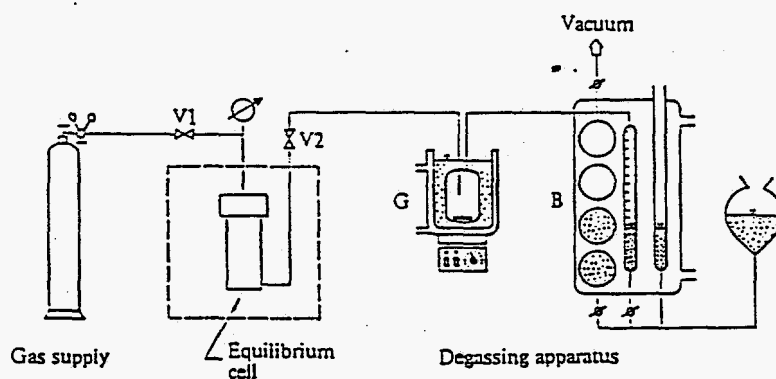 Vacuum
V1
V2
G
B
Gas supply
Equilibrium
cell
Degassing apparatus